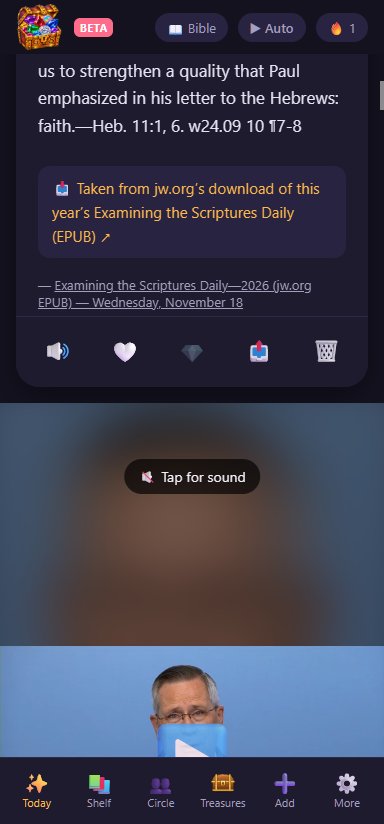 BETA
Bible
Auto
1
us to strengthen a quality that Paul
emphasized in his letter to the Hebrews:
faith.—Heb. 11:1, 6. w24.09 10 ¶7-8
Taken from jw.org's download of this
year's Examining the Scriptures Daily
(EPUB) ↗
— Examining the Scriptures Daily—2026 (jw.org
EPUB) — Wednesday, November 18
Tap for sound
Today
Shelf
Circle
Treasures
Add
More